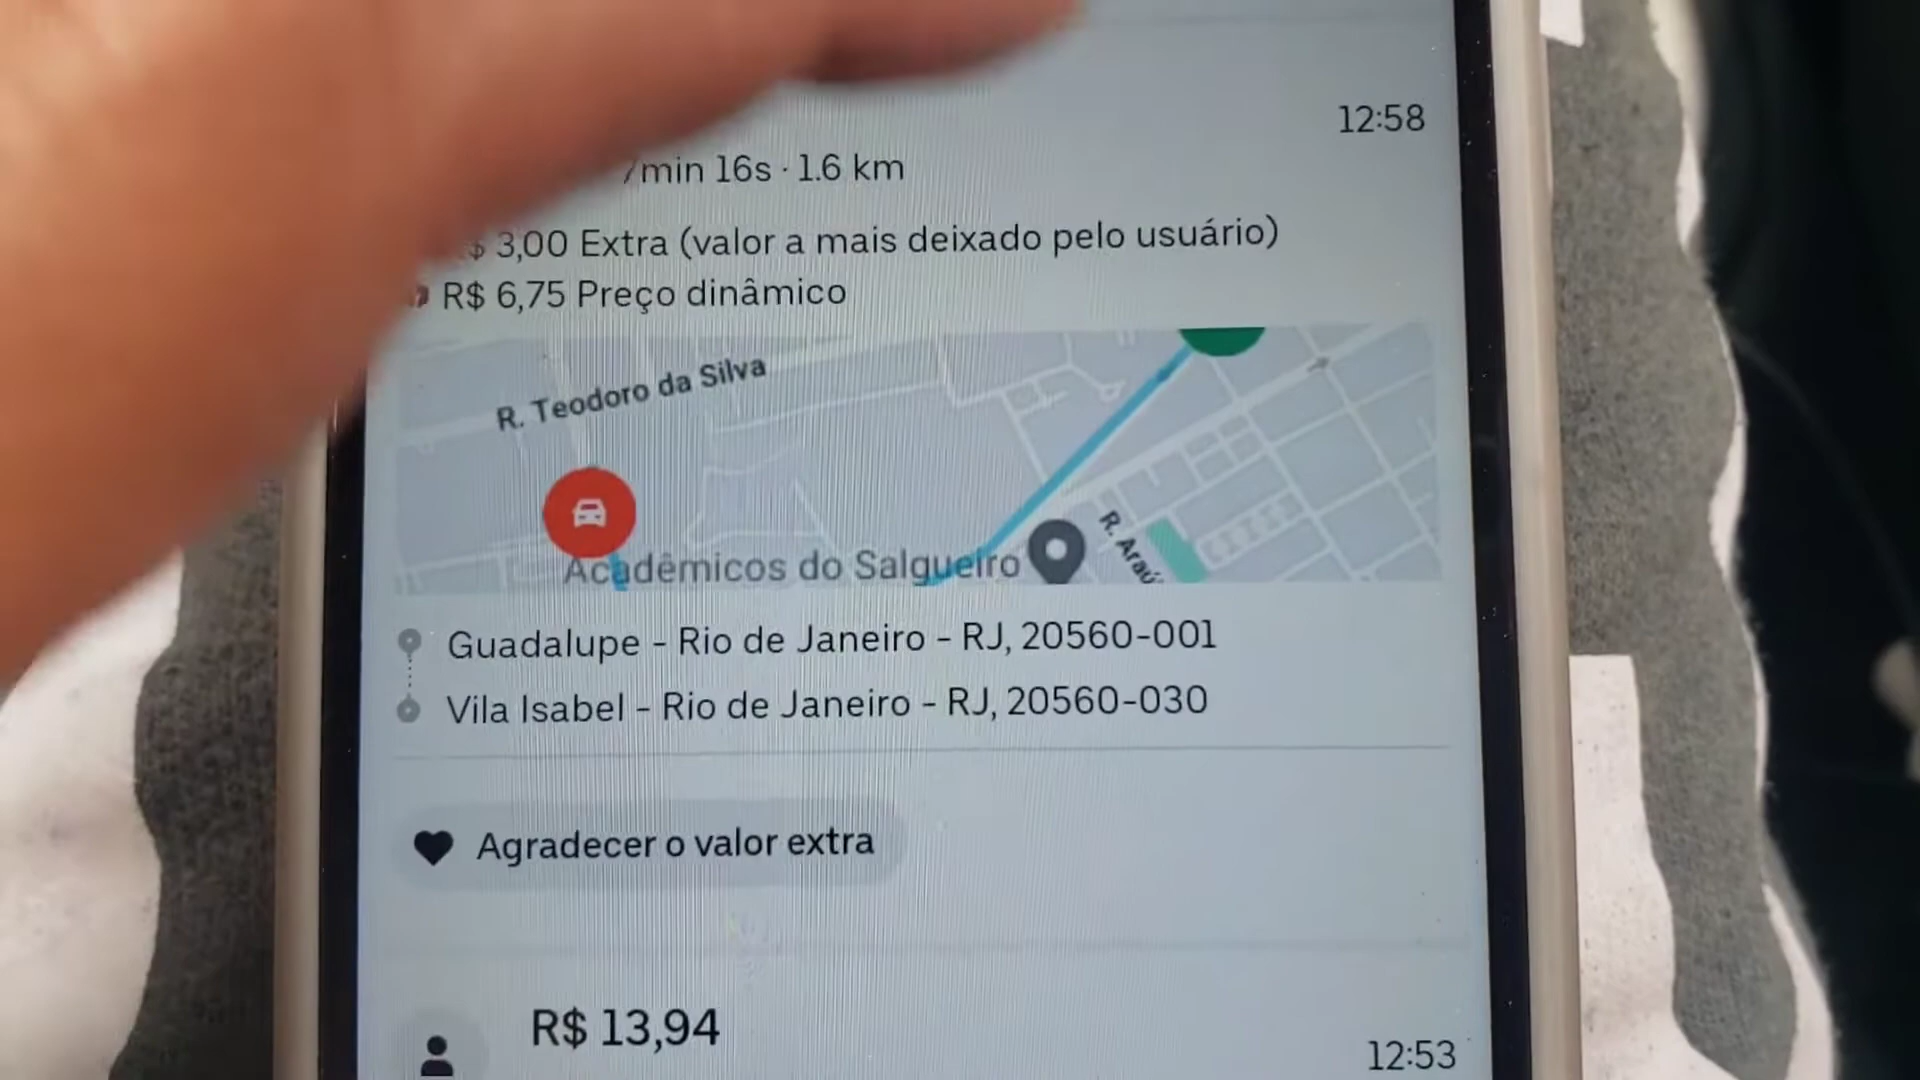 12:58
min 16s · 1.6 km
$ 3,00 Extra (valor a mais deixado pelo usuário)
R$ 6,75 Preço dinâmico
R. Teodoro da Silva
Acadêmicos do Salgueiro
R. Araú
Guadalupe - Rio de Janeiro - RJ, 20560-001
Vila Isabel - Rio de Janeiro - RJ, 20560-030
Agradecer o valor extra
R$ 13,94
12:53